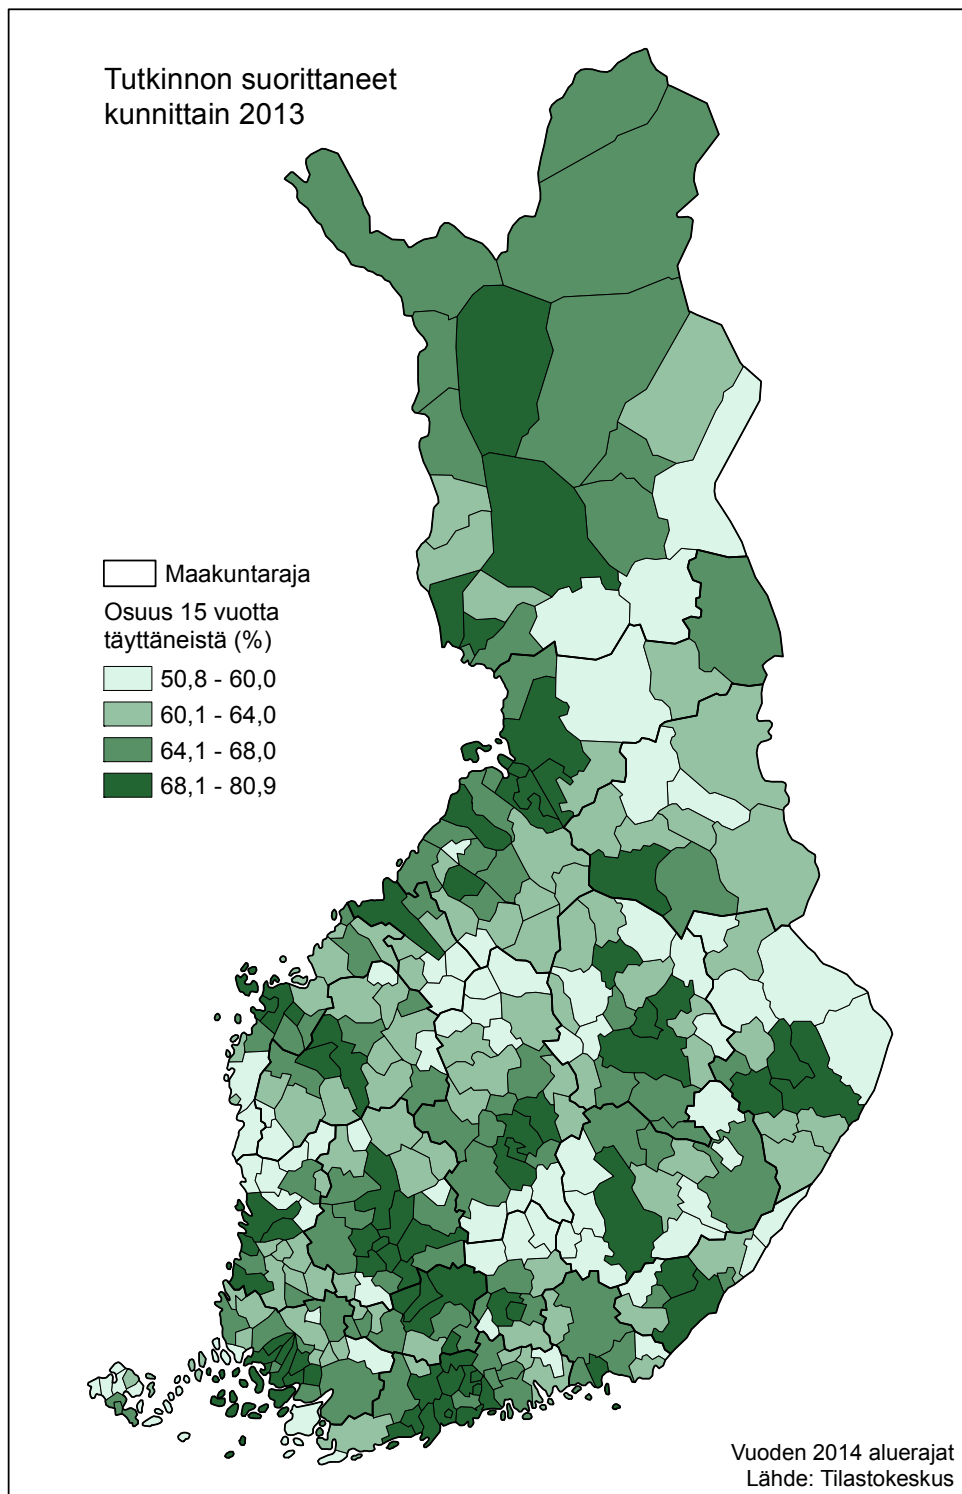 Tutkinnon suorittaneet
kunnittain 2013
Maakuntaraja
Osuus 15 vuotta
täyttäneistä (%)
50,8 - 60,0
60,1 - 64,0
64,1 - 68,0
68,1 - 80,9
Vuoden 2014 aluerajat
Lähde: Tilastokeskus